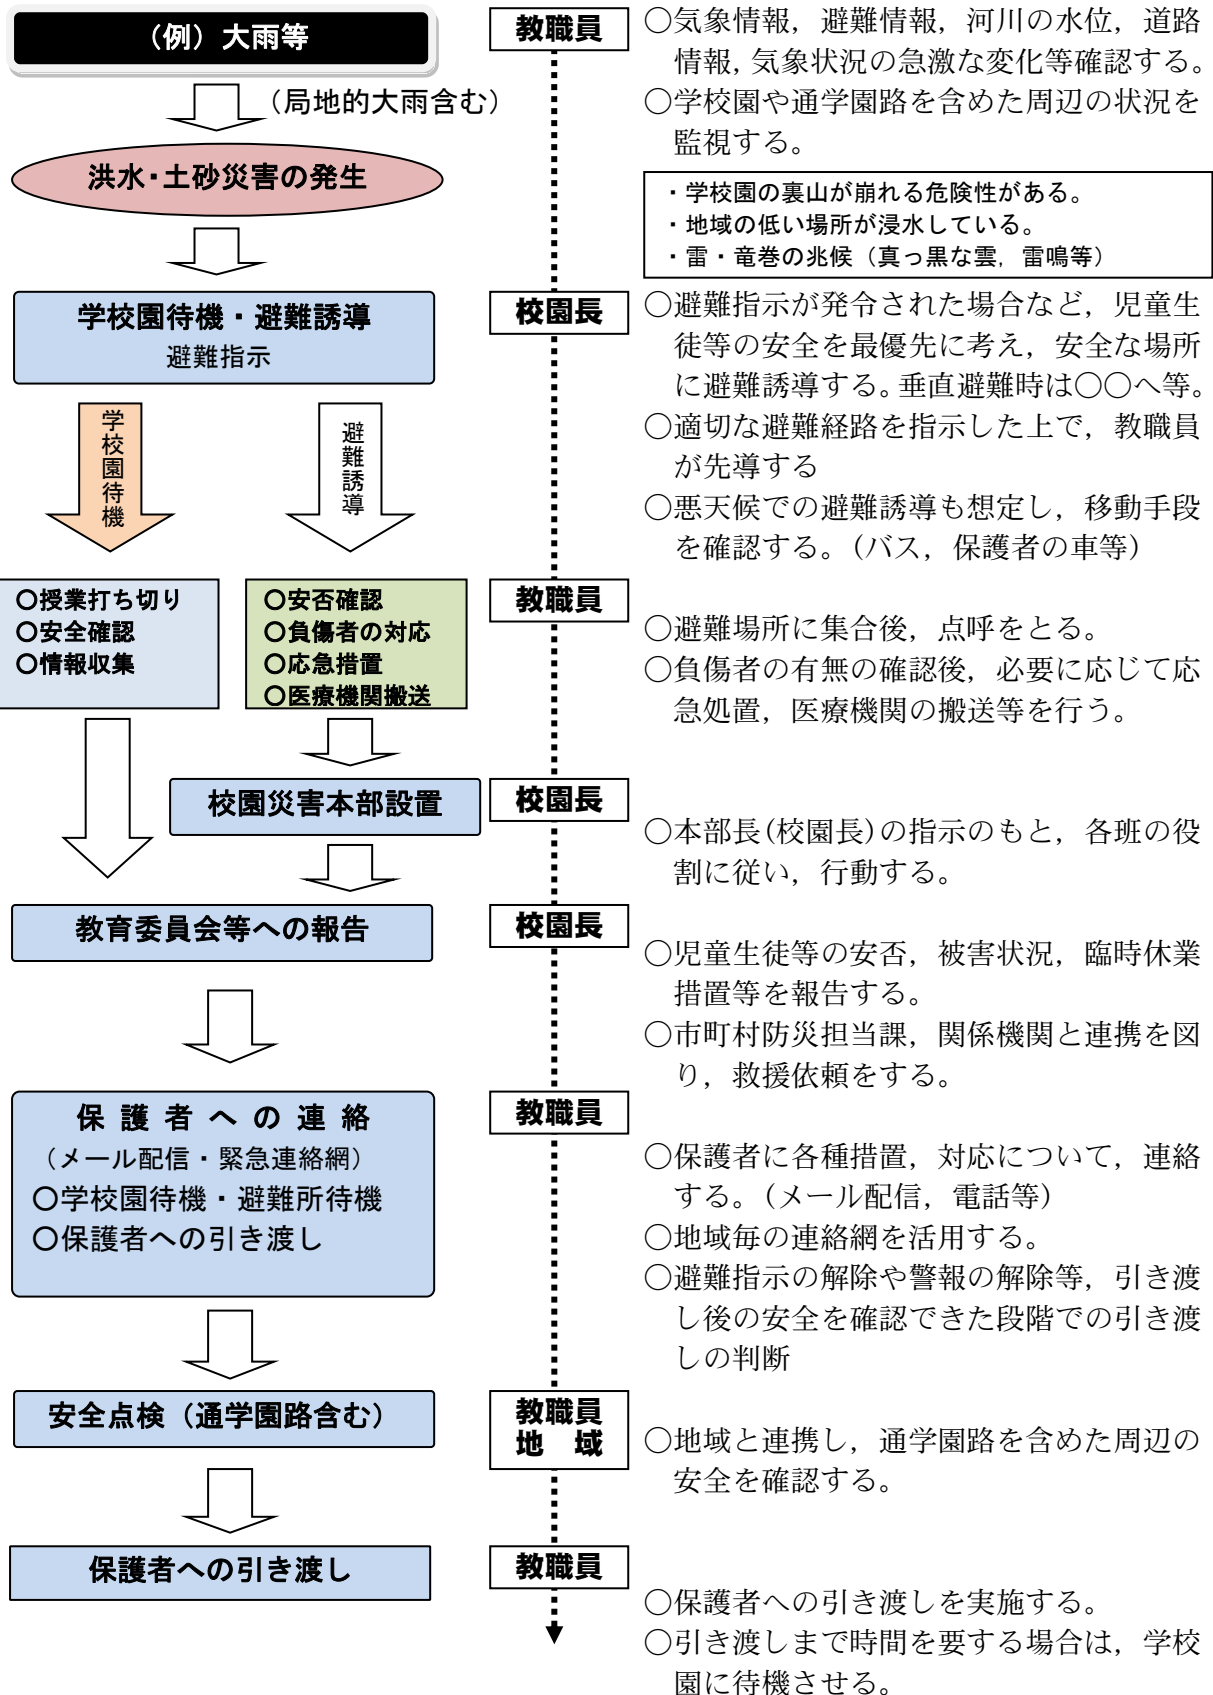 （例）大雨等
教職員
○気象情報，避難情報，河川の水位，道路
情報，気象状況の急激な変化等確認する。
（局地的大雨含む）
○学校園や通学園路を含めた周辺の状況を
監視する。
洪水・土砂災害の発生
・学校園の裏山が崩れる危険性がある。
・地域の低い場所が浸水している。
・雷・竜巻の兆候（真っ黒な雲，雷鳴等）
学校園待機・避難誘導
避難指示
校園長
○避難指示が発令された場合など，児童生
徒等の安全を最優先に考え，安全な場所
に避難誘導する。垂直避難時は○○へ等。
○適切な避難経路を指示した上で，教職員
が先導する
○悪天候での避難誘導も想定し，移動手段
を確認する。（バス，保護者の車等）
学校園待機
避難誘導
○授業打ち切り
○安全確認
○情報収集
○安否確認
○負傷者の対応
○応急措置
○医療機関搬送
教職員
○避難場所に集合後，点呼をとる。
○負傷者の有無の確認後，必要に応じて応
急処置，医療機関の搬送等を行う。
校園災害本部設置
校園長
○本部長（校園長）の指示のもと，各班の役
割に従い，行動する。
教育委員会等への報告
校園長
○児童生徒等の安否，被害状況，臨時休業
措置等を報告する。
○市町村防災担当課，関係機関と連携を図
り，救援依頼をする。
保護者への連絡
（メール配信・緊急連絡網）
○学校園待機・避難所待機
○保護者への引き渡し
教職員
○保護者に各種措置，対応について，連絡
する。（メール配信，電話等）
○地域毎の連絡網を活用する。
○避難指示の解除や警報の解除等，引き渡
し後の安全を確認できた段階での引き渡
しの判断
安全点検（通学園路含む）
教職員
地　域
○地域と連携し，通学園路を含めた周辺の
安全を確認する。
保護者への引き渡し
教職員
○保護者への引き渡しを実施する。
○引き渡しまで時間を要する場合は，学校
園に待機させる。